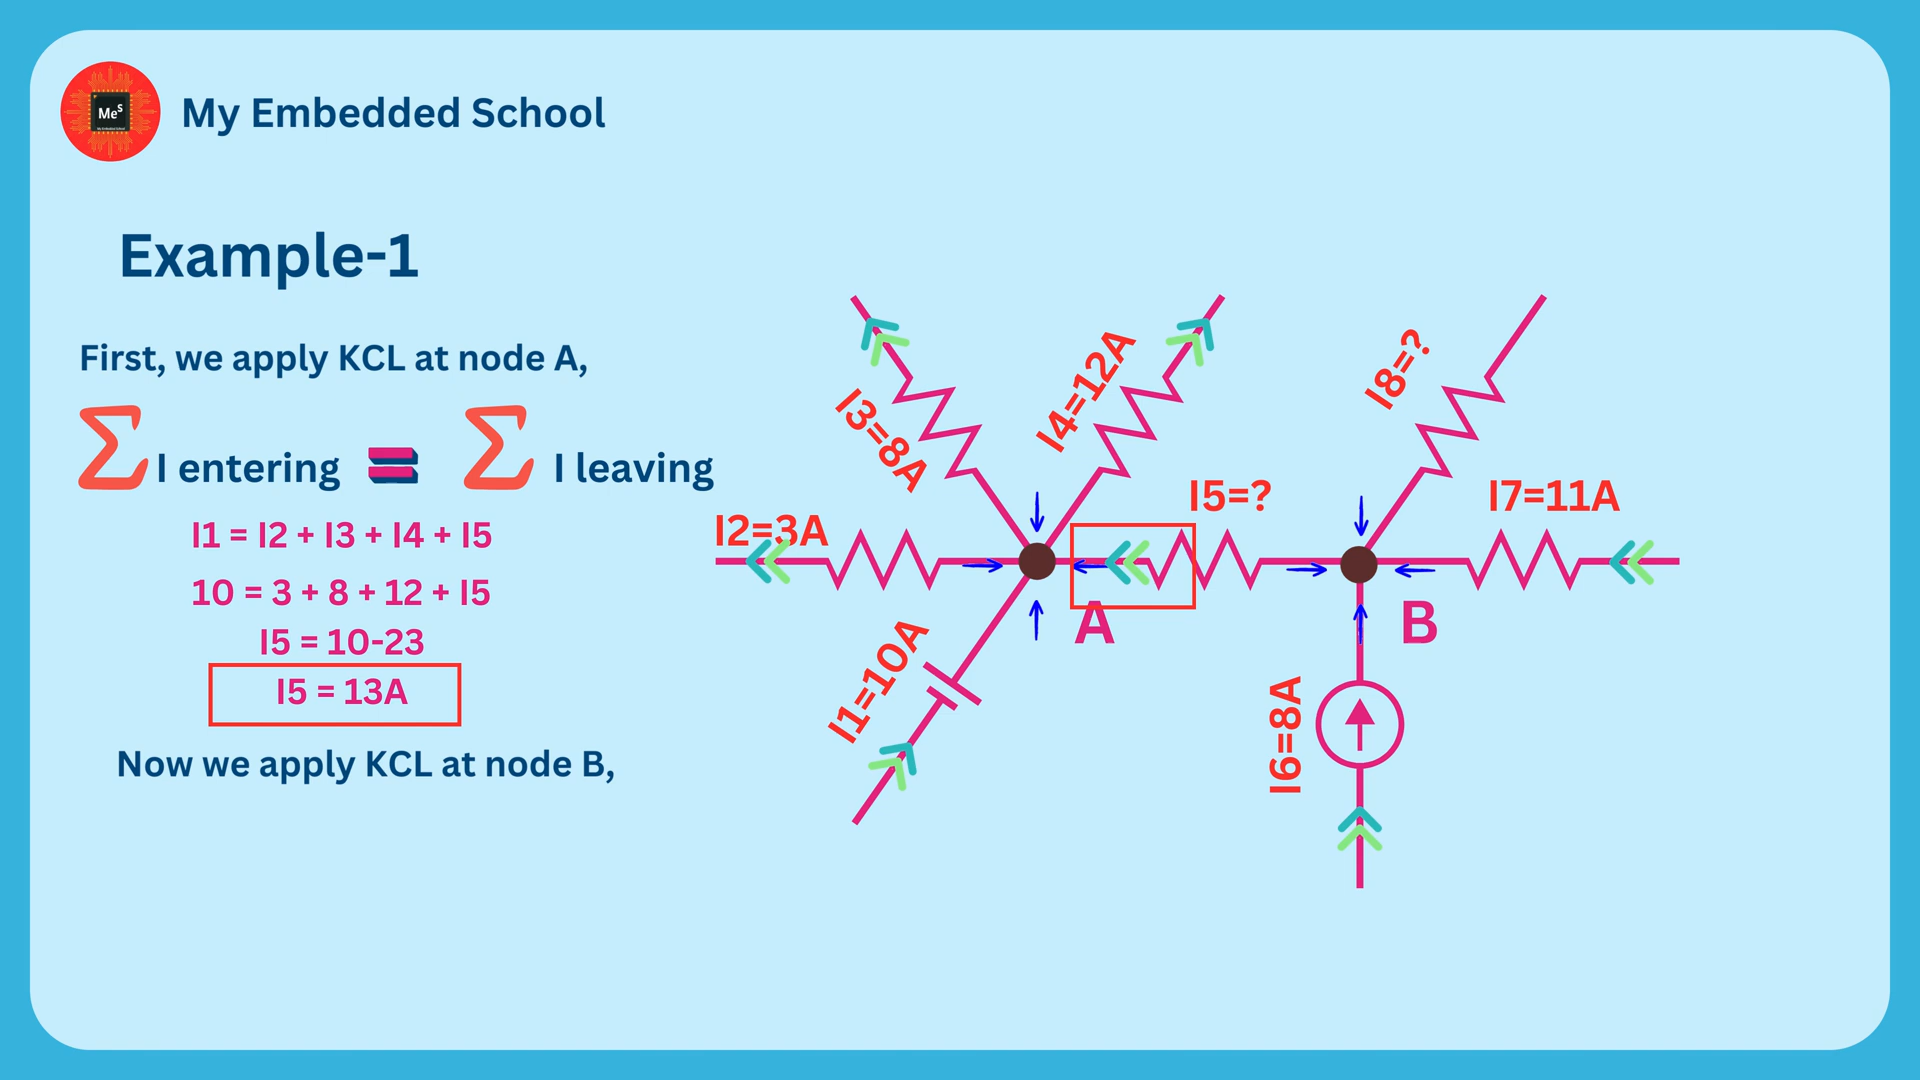 MeS
My Embedded School
Example-1
First, we apply KCL at node A,
Σ I entering = Σ I leaving
I1 = I2 + I3 + I4 + I5
10 = 3 + 8 + 12 + I5
I5 = 10-23
I5 = 13A
Now we apply KCL at node B,
I3=8A
I4=12A
I8=?
I2=3A
I5=?
I7=11A
A
B
I1=10A
I6=8A